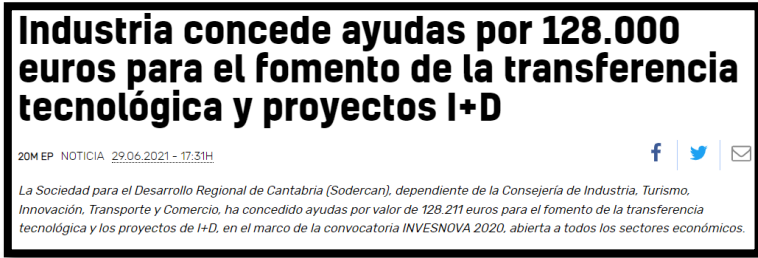 Industria concede ayudas por 128.000
euros para el fomento de la transferencia
tecnológica y proyectos I+D
20M EP NOTICIA 29.06.2021 - 17:31H
La Sociedad para el Desarrollo Regional de Cantabria (Sodercan), dependiente de la Consejería de Industria, Turismo,
Innovación, Transporte y Comercio, ha concedido ayudas por valor de 128.211 euros para el fomento de la transferencia
tecnológica y los proyectos de I+D, en el marco de la convocatoria INVESNOVA 2020, abierta a todos los sectores económicos.